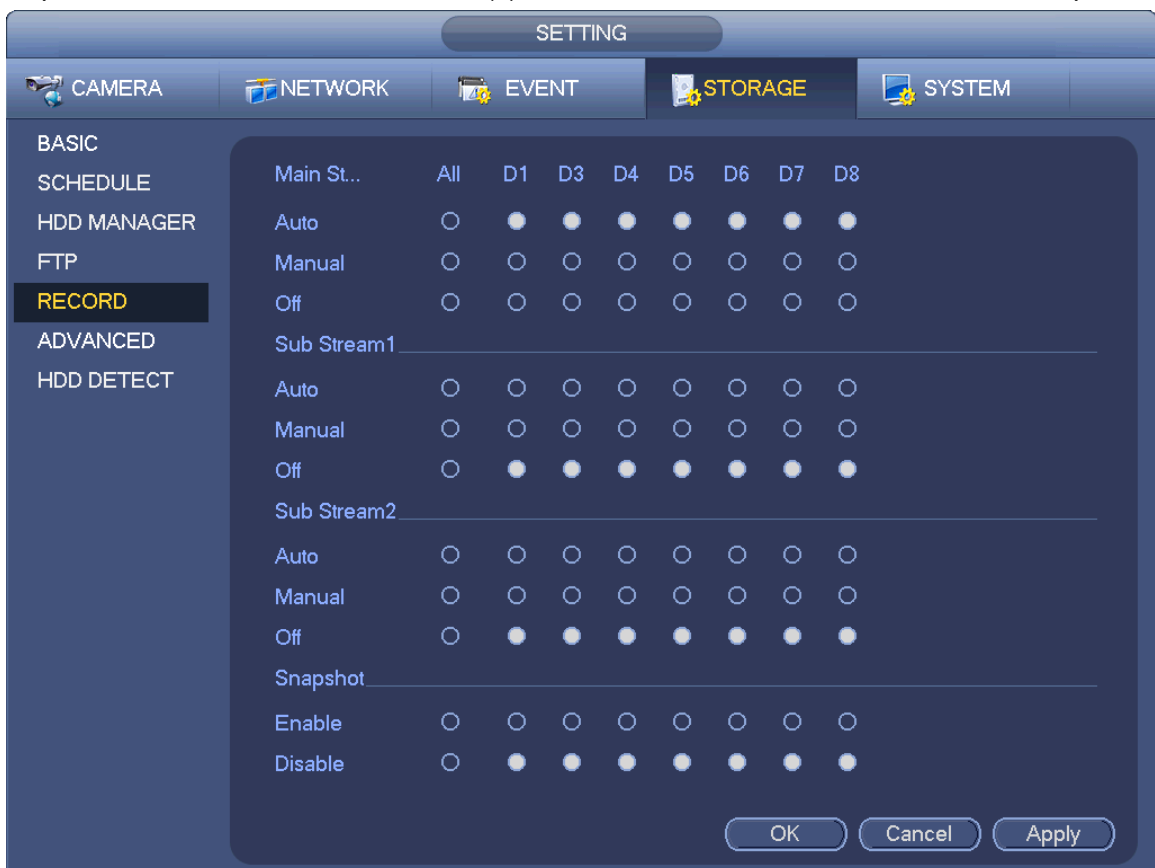 SETTING
CAMERA NETWORK EVENT STORAGE SYSTEM
BASIC
SCHEDULE
HDD MANAGER
FTP
RECORD
ADVANCED
HDD DETECT
Main St... All D1 D3 D4 D5 D6 D7 D8
Auto
Manual
Off
Sub Stream1
Auto
Manual
Off
Sub Stream2
Auto
Manual
Off
Snapshot
Enable
Disable
OK Cancel Apply